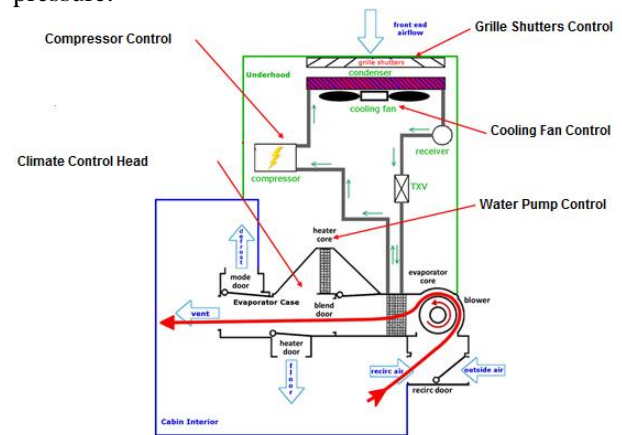 pressure.
Grille Shutters Control
front end
airflow
Compressor Control
grille shutters
condenser
Underhood
cooling fan
Cooling Fan Control
receiver
Climate Control Head
compressor
TXV
Water Pump Control
heater
core
defrost
evaporator
core
mode
door
blower
Evaporator Case
blend
door
vent
heater
door
floor
recirc air
outside air
recirc door
Cabin Interior